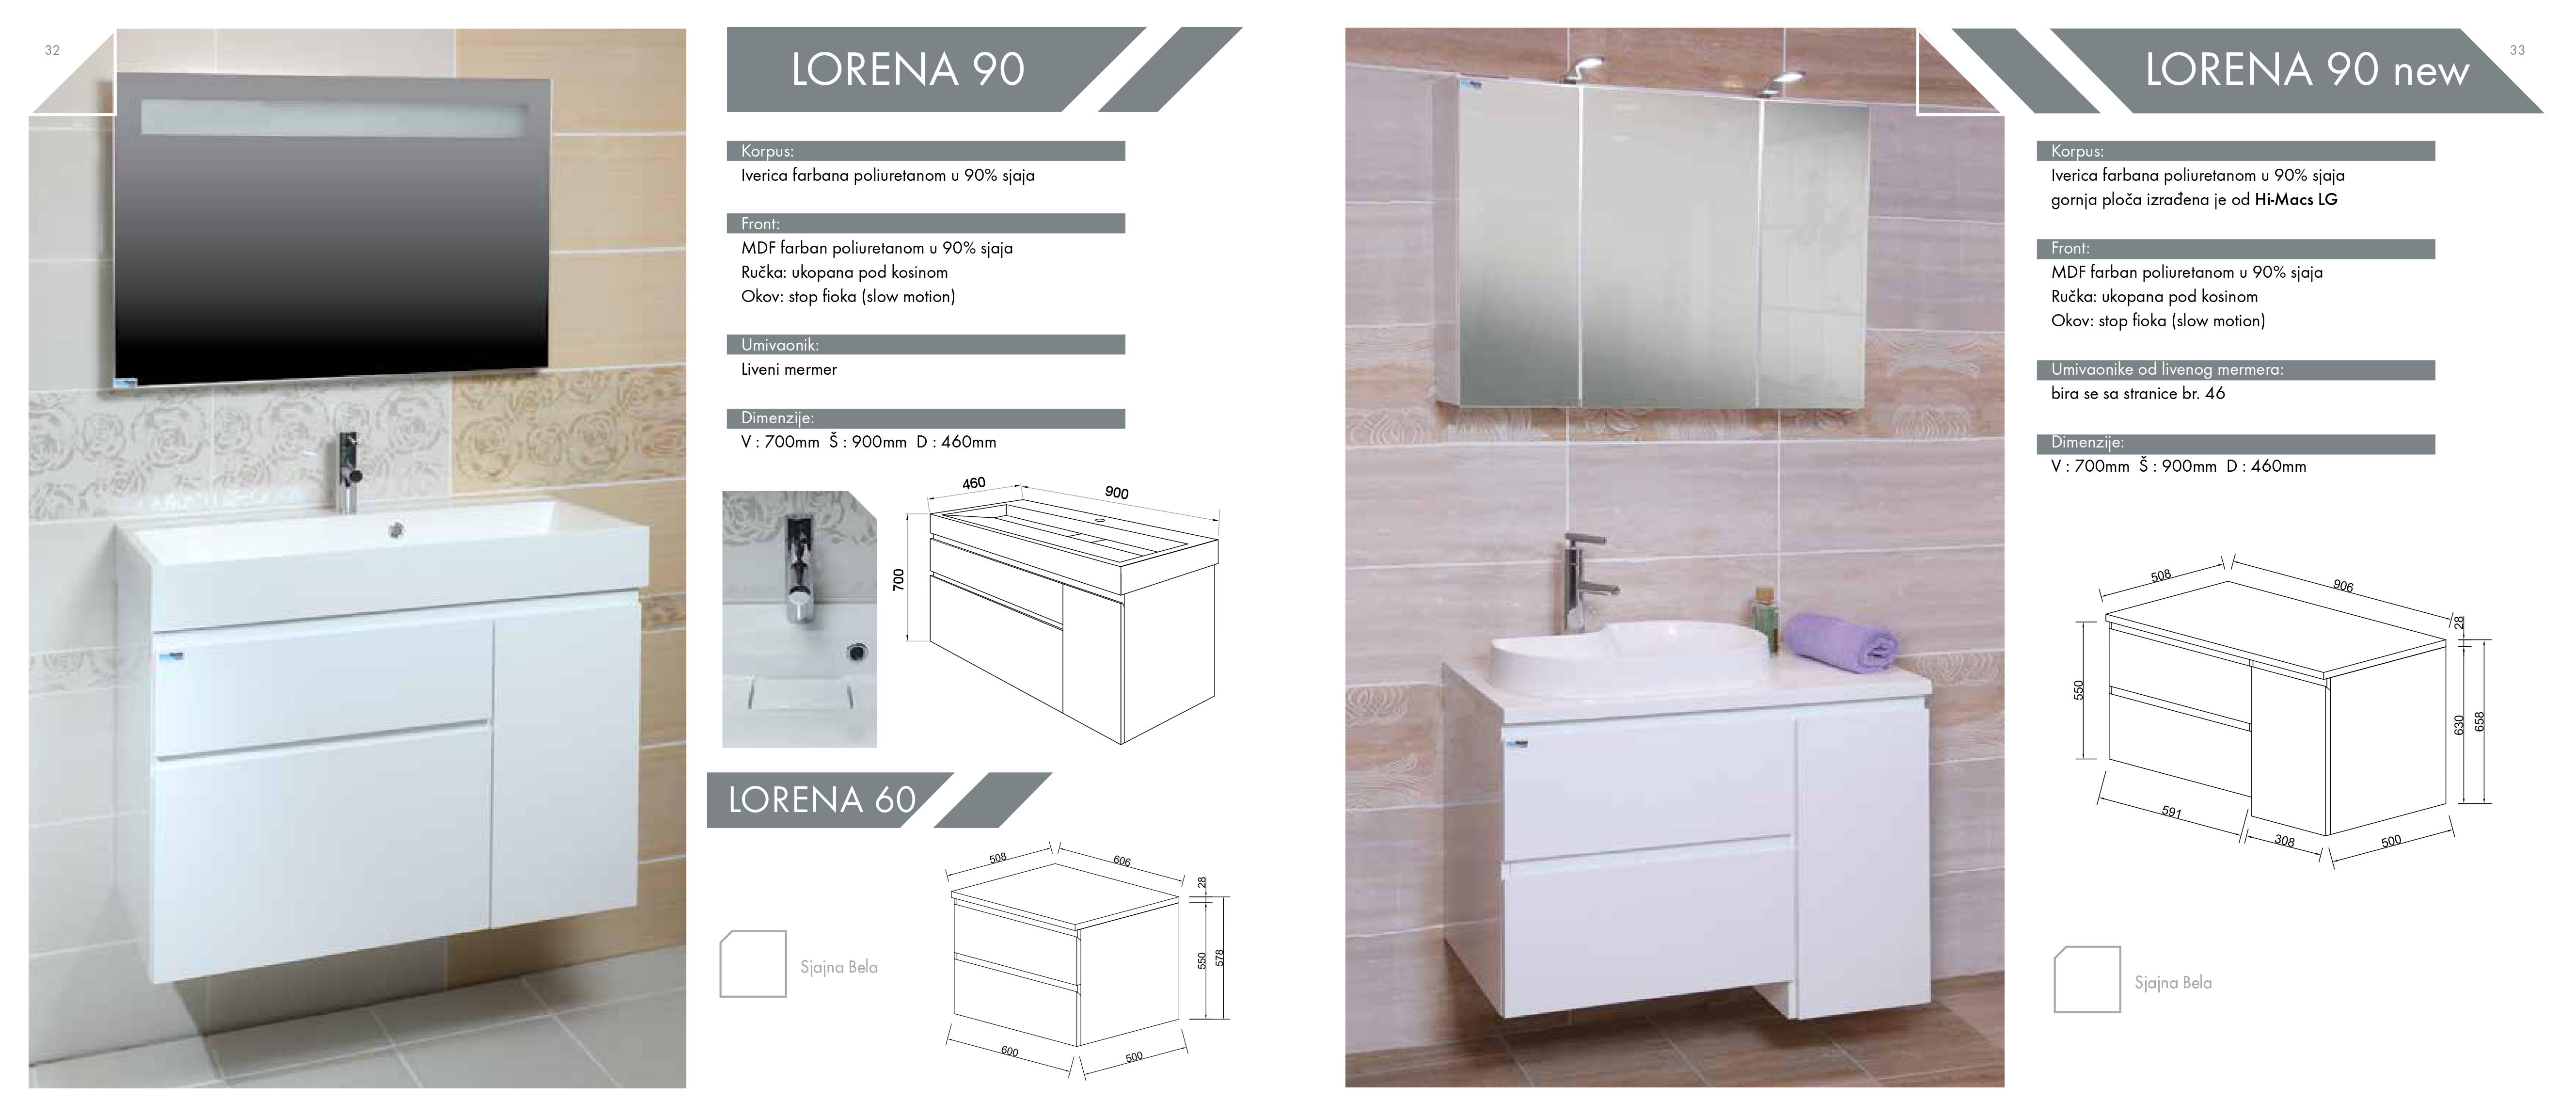 32
LORENA 90
Korpus:
Iverica farbana poliuretanom u 90% sjaja
Front:
MDF farban poliuretanom u 90% sjaja
Ručka: ukopana pod kosinom
Okov: stop fioka (slow motion)
Umivaonik:
Liveni mermer
Dimenzije:
V : 700mm Š : 900mm D : 460mm
460
900
700
LORENA 60
508
606
28
550
578
600
500
Sjajna Bela
LORENA 90 new
33
Korpus:
Iverica farbana poliuretanom u 90% sjaja
gornja ploča izrađena je od Hi-Macs LG
Front:
MDF farban poliuretanom u 90% sjaja
Ručka: ukopana pod kosinom
Okov: stop fioka (slow motion)
Umivaonike od livenog mermera:
bira se sa stranice br. 46
Dimenzije:
V : 700mm Š : 900mm D : 460mm
508
906
28
550
630
658
591
308
500
Sjajna Bela